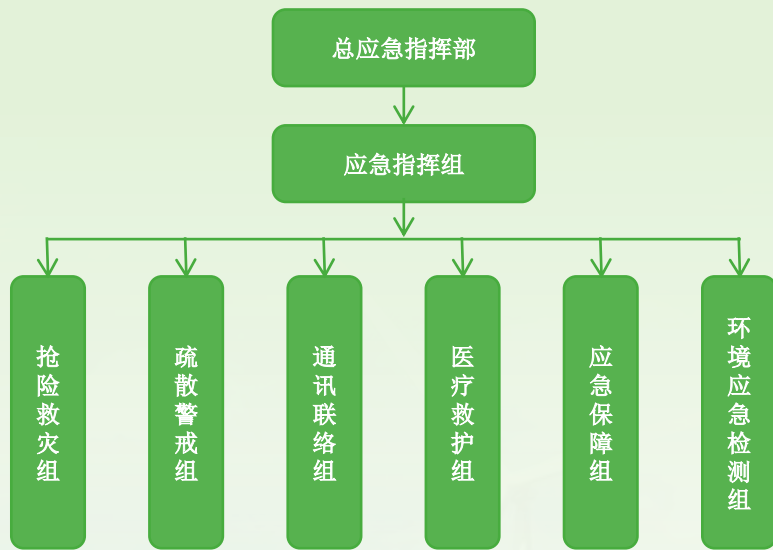 总应急指挥部
应急指挥组
抢险救灾组
疏散警戒组
通讯联络组
医疗救护组
应急保障组
环境应急检测组